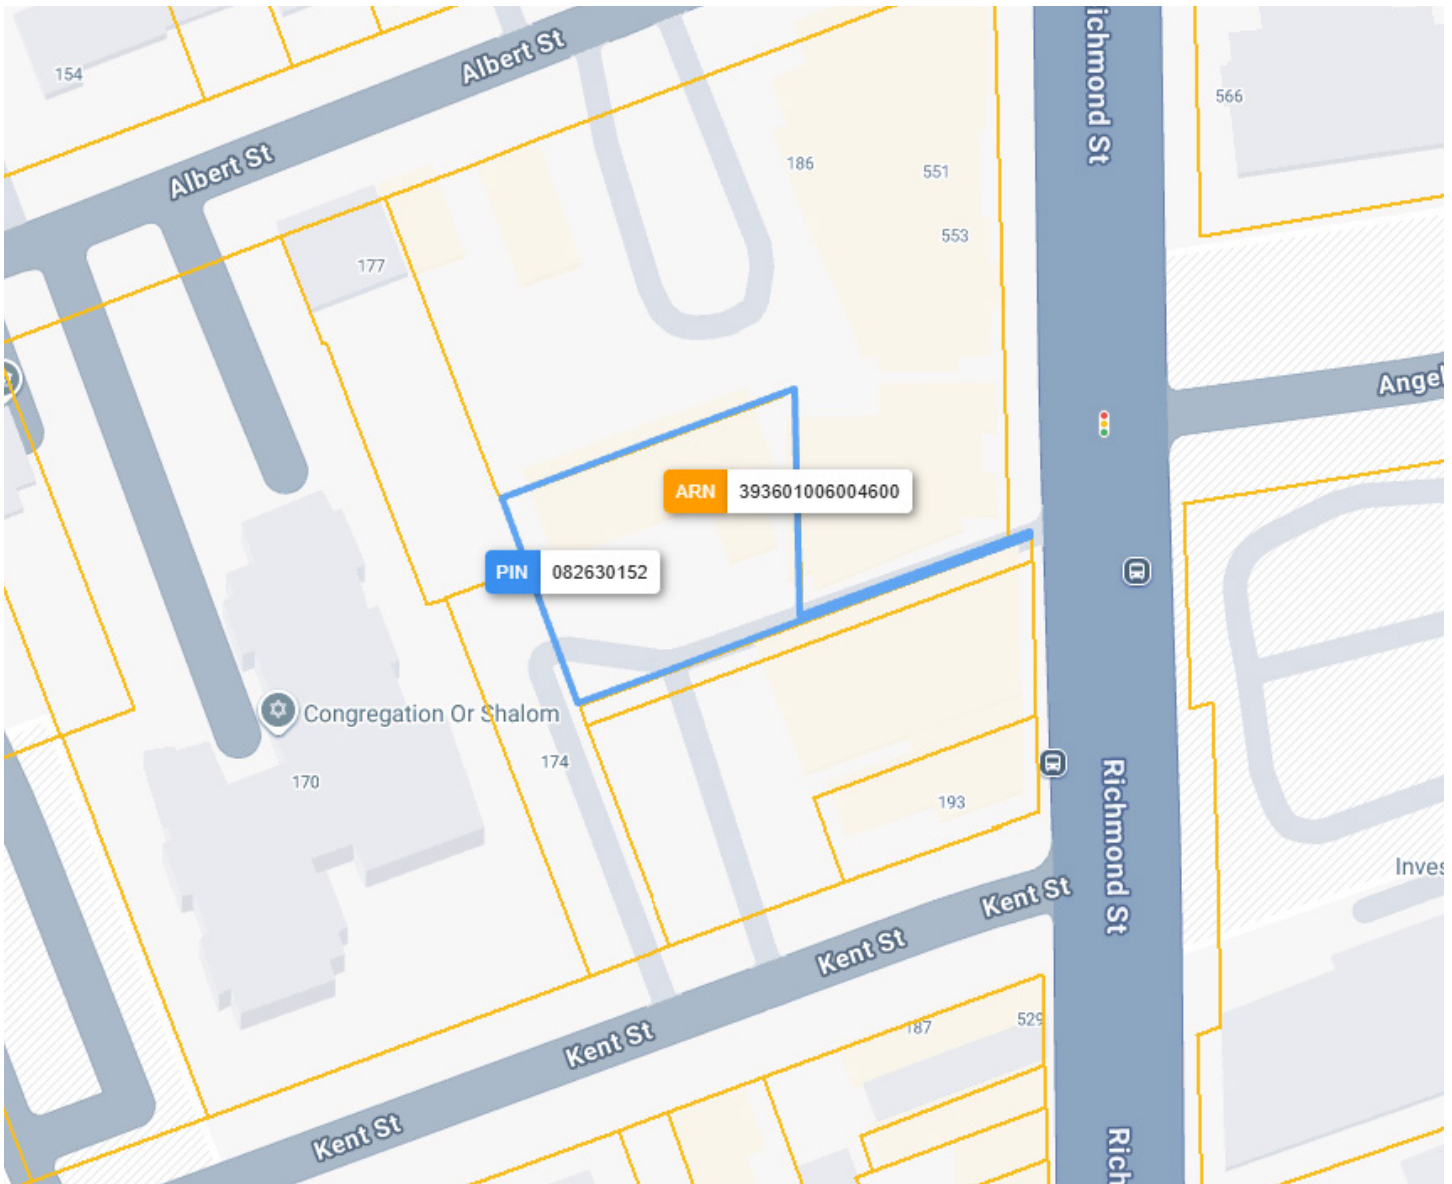 ichmond St
Albert St
154
566
Albert St
186
551
553
177
Angel
ARN 393601006004600
PIN 082630152
Congregation Or Shalom
174
170
193
Richmond St
Inves
Kent St
Kent St
187
529
Kent St
Kent St
Rich